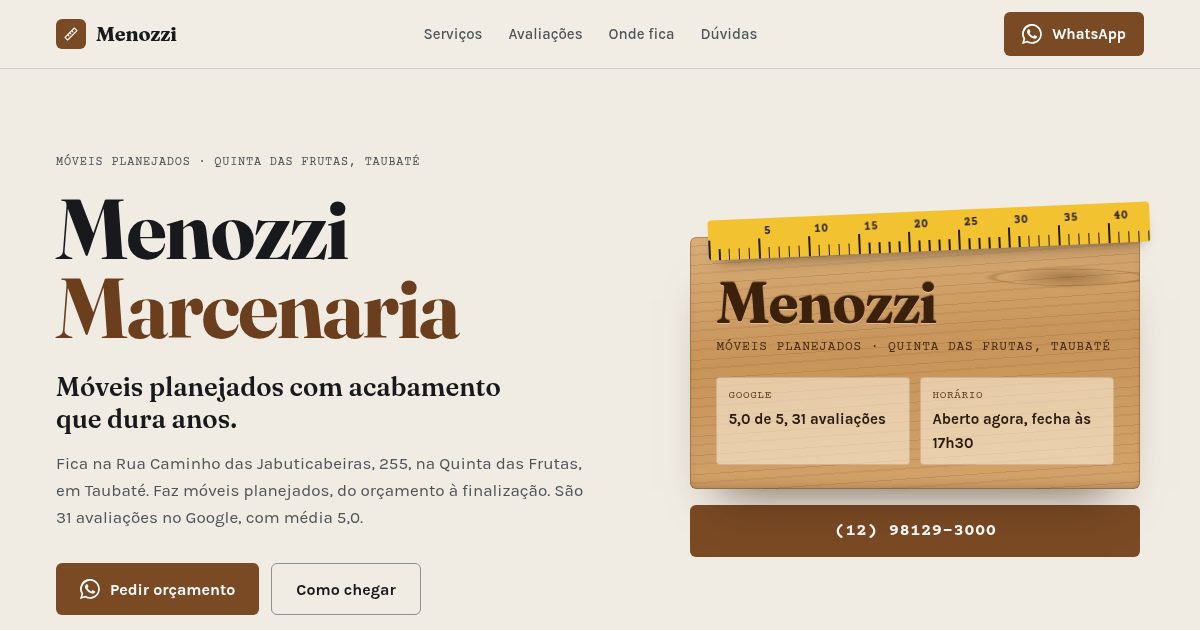 Menozzi
Serviços
Avaliações
Onde fica
Dúvidas
WhatsApp
MÓVEIS PLANEJADOS · QUINTA DAS FRUTAS, TAUBATÉ
Menozzi
Marcenaria
Móveis planejados com acabamento
que dura anos.
Fica na Rua Caminho das Jabuticabeiras, 255, na Quinta das Frutas,
em Taubaté. Faz móveis planejados, do orçamento à finalização. São
31 avaliações no Google, com média 5,0.
Pedir orçamento
Como chegar
5 10 15 20 25 30 35 40
Menozzi
MÓVEIS PLANEJADOS · QUINTA DAS FRUTAS, TAUBATÉ
GOOGLE
5,0 de 5, 31 avaliações
HORÁRIO
Aberto agora, fecha às
17h30
(12) 98129-3000